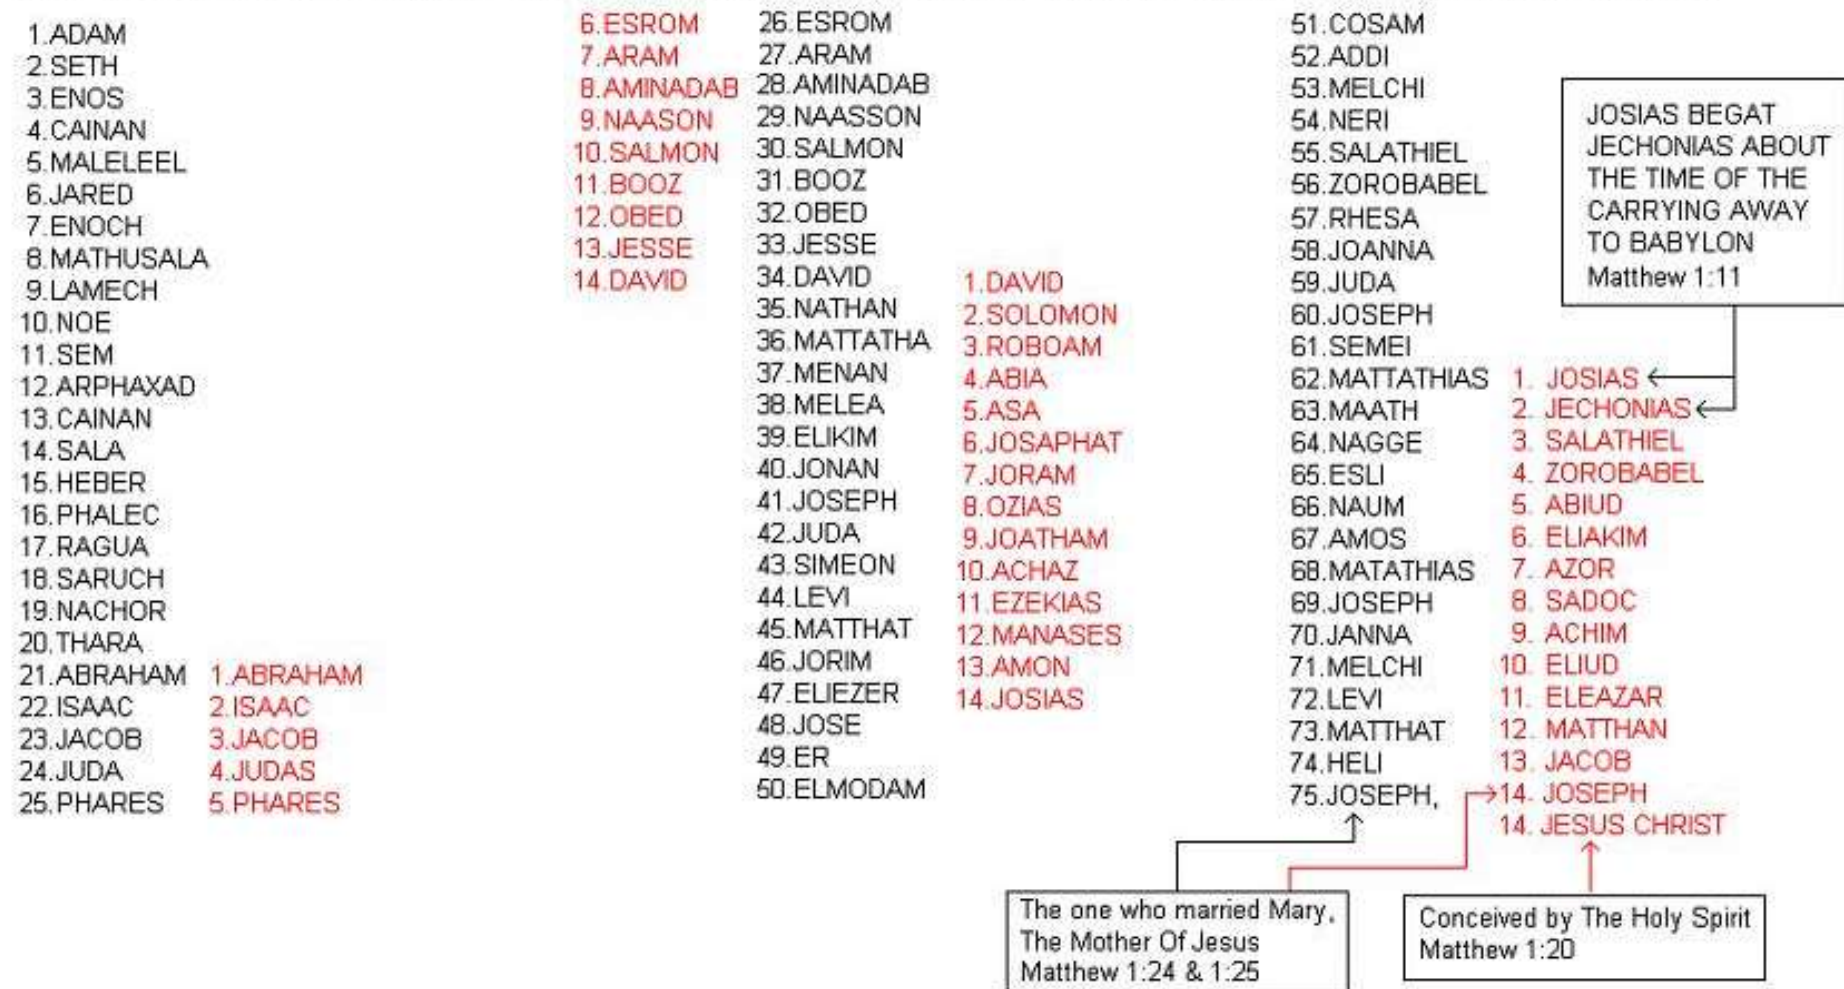 1.ADAM
2.SETH
3.ENOS
4.CAINAN
5.MALELEEL
6.JARED
7.ENOCH
8.MATHUSALA
9.LAMECH
10.NOE
11.SEM
12.ARPHAXAD
13.CAINAN
14.SALA
15.HEBER
16.PHALEC
17.RAGUA
18.SARUCH
19.NACHOR
20.THARA
21.ABRAHAM
22.ISAAC
23.JACOB
24.JUDA
25.PHARES
1.ABRAHAM
2.ISAAC
3.JACOB
4.JUDAS
5.PHARES
6.ESROM
7.ARAM
8.AMINADAB
9.NAASON
10.SALMON
11.BOOZ
12.OBED
13.JESSE
14.DAVID
26.ESROM
27.ARAM
28.AMINADAB
29.NAASSON
30.SALMON
31.BOOZ
32.OBED
33.JESSE
34.DAVID
35.NATHAN
36.MATTATHA
37.MENAN
38.MELEA
39.ELIKIM
40.JONAN
41.JOSEPH
42.JUDA
43.SIMEON
44.LEVI
45.MATTHAT
46.JORIM
47.ELIEZER
48.JOSE
49.ER
50.ELMODAM
1.DAVID
2.SOLOMON
3.ROBOAM
4.ABIA
5.ASA
6.JOSAPHAT
7.JORAM
8.OZIAS
9.JOATHAM
10.ACHAZ
11.EZEKIAS
12.MANASES
13.AMON
14.JOSIAS
51.COSAM
52.ADDI
53.MELCHI
54.NERI
55.SALATHIEL
56.ZOROBABEL
57.RHESA
58.JOANNA
59.JUDA
60.JOSEPH
61.SEMEI
62.MATTATHIAS
63.MAATH
64.NAGGE
65.ESLI
66.NAUM
67.AMOS
68.MATATHIAS
69.JOSEPH
70.JANNA
71.MELCHI
72.LEVI
73.MATTHAT
74.HELI
75.JOSEPH,
1. JOSIAS
2. JECHONIAS
3. SALATHIEL
4. ZOROBABEL
5. ABIUD
6. ELIAKIM
7. AZOR
8. SADOC
9. ACHIM
10. ELIUD
11. ELEAZAR
12. MATTHAN
13. JACOB
14. JOSEPH
14. JESUS CHRIST
JOSIAS BEGAT
JECHONIAS ABOUT
THE TIME OF THE
CARRYING AWAY
TO BABYLON
Matthew 1:11
The one who married Mary,
The Mother Of Jesus
Matthew 1:24 & 1:25
Conceived by The Holy Spirit
Matthew 1:20